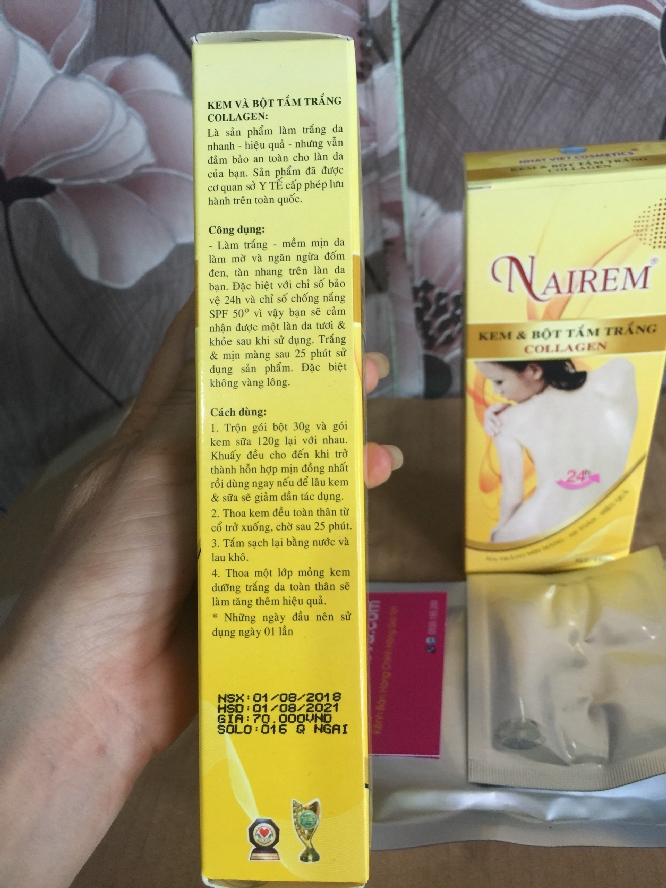 KEM VÀ BỘT TẮM TRẮNG
COLLAGEN:
Là sản phẩm làm trắng da
nhanh - hiệu quả - nhưng vẫn
đảm bảo an toàn cho làn da
của bạn. Sản phẩm đã được
cơ quan sở Y TẾ cấp phép lưu
hành trên toàn quốc.
Công dụng:
- Làm trắng - mềm mịn da
làm mờ và ngăn ngừa đốm
đen, tàn nhang trên làn da
bạn. Đặc biệt với chỉ số bảo
vệ 24h và chỉ số chống nắng
SPF 50° vì vậy bạn sẽ cảm
nhận được một làn da tươi &
khỏe sau khi sử dụng. Trắng
& mịn màng sau 25 phút sử
dụng sản phẩm. Đặc biệt
không vàng lông.
Cách dùng:
1. Trộn gói bột 30g và gói
kem sữa 120g lại với nhau.
Khuấy đều cho đến khi trở
thành hỗn hợp mịn đồng nhất
rồi dùng ngay nếu để lâu kem
& sữa sẽ giảm dần tác dụng.
2. Thoa kem đều toàn thân từ
cổ trở xuống, chờ sau 25 phút.
3. Tắm sạch lại bằng nước và
lau khô.
4. Thoa một lớp mỏng kem
dưỡng trắng da toàn thân sẽ
làm tăng thêm hiệu quả.
* Những ngày đầu nên sử
dụng ngày 01 lần
NSX:01/08/2018
HSD:01/08/2021
GIA:70.000VND
SOLO:016 Q NGAI
NHAT VIET COSMETICS
KEM & BỘT TẮM TRẮNG
COLLAGEN
NAIREM®
KEM & BỘT TẮM TRẮNG
COLLAGEN
24h
.com